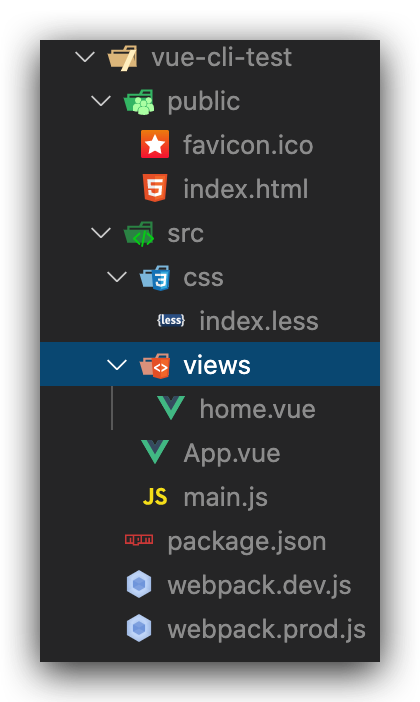 vue-cli-test
public
favicon.ico
index.html
src
css
{less} index.less
views
home.vue
App.vue
JS main.js
package.json
webpack.dev.js
webpack.prod.js